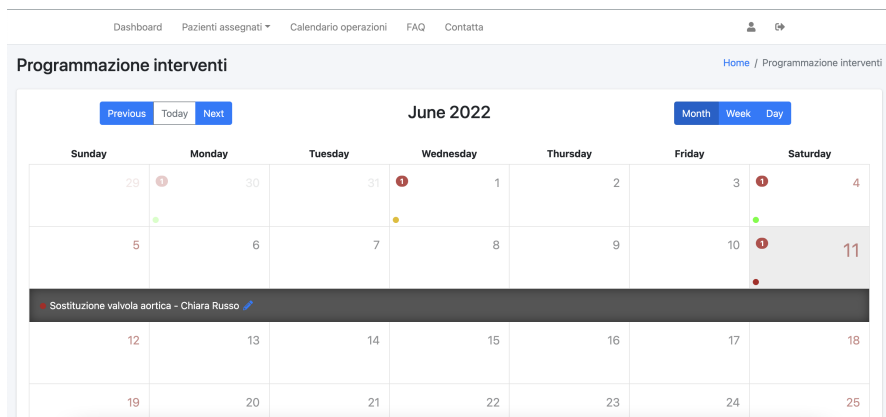 Dashboard Pazienti assegnati Calendario operazioni FAQ Contatta
Programmazione interventi
Home / Programmazione interventi
Previous Today Next
June 2022
Month Week Day
Sunday Monday Tuesday Wednesday Thursday Friday Saturday
29 1 30 31 1 1 2 3 1 4
5 6 7 8 9 10 1 11
Sostituzione valvola aortica - Chiara Russo
12 13 14 15 16 17 18
19 20 21 22 23 24 25